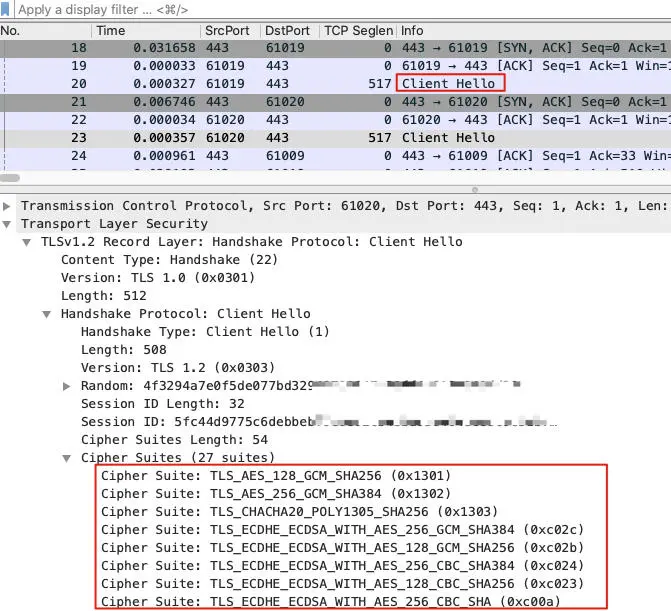 Apply a display filter … <⌘/>
No. Time SrcPort DstPort TCP Seglen Info
18 0.031658 443 61019 0 443 → 61019 [SYN, ACK] Seq=0 Ack=1
19 0.000033 61019 443 0 61019 → 443 [ACK] Seq=1 Ack=1 Win=1
20 0.000327 61019 443 517 Client Hello
21 0.006746 443 61020 0 443 → 61020 [SYN, ACK] Seq=0 Ack=1
22 0.000034 61020 443 0 61020 → 443 [ACK] Seq=1 Ack=1 Win=1
23 0.000357 61020 443 517 Client Hello
24 0.000961 443 61009 0 443 → 61009 [ACK] Seq=1 Ack=33 Win=
Transmission Control Protocol, Src Port: 61020, Dst Port: 443, Seq: 1, Ack: 1, Len:
Transport Layer Security
TLSv1.2 Record Layer: Handshake Protocol: Client Hello
Content Type: Handshake (22)
Version: TLS 1.0 (0x0301)
Length: 512
Handshake Protocol: Client Hello
Handshake Type: Client Hello (1)
Length: 508
Version: TLS 1.2 (0x0303)
Random: 4f3294a7e0f5de077bd329
Session ID Length: 32
Session ID: 5fc44d9775c6debbeb
Cipher Suites Length: 54
Cipher Suites (27 suites)
Cipher Suite: TLS_AES_128_GCM_SHA256 (0x1301)
Cipher Suite: TLS_AES_256_GCM_SHA384 (0x1302)
Cipher Suite: TLS_CHACHA20_POLY1305_SHA256 (0x1303)
Cipher Suite: TLS_ECDHE_ECDSA_WITH_AES_256_GCM_SHA384 (0xc02c)
Cipher Suite: TLS_ECDHE_ECDSA_WITH_AES_128_GCM_SHA256 (0xc02b)
Cipher Suite: TLS_ECDHE_ECDSA_WITH_AES_256_CBC_SHA384 (0xc024)
Cipher Suite: TLS_ECDHE_ECDSA_WITH_AES_128_CBC_SHA256 (0xc023)
Cipher Suite: TLS_ECDHE_ECDSA_WITH_AES_256_CBC_SHA (0xc00a)